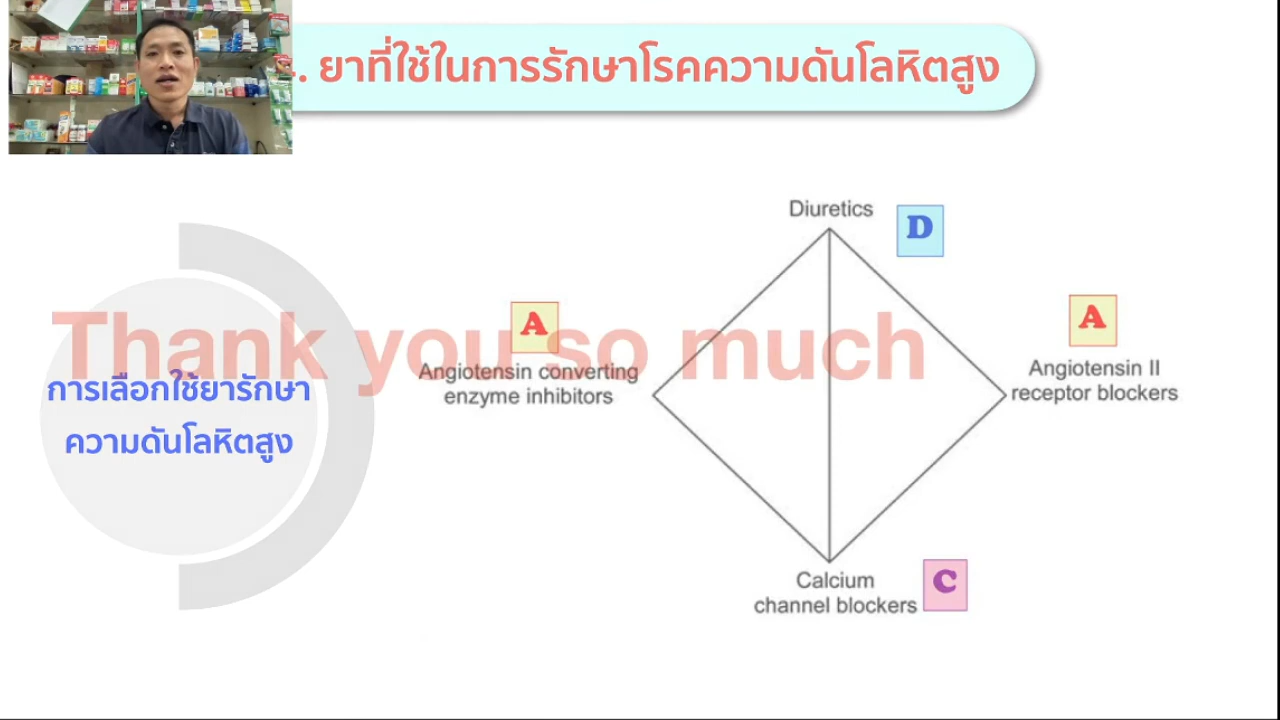 . ยาที่ใช้ในการรักษาโรคความดันโลหิตสูง
Diuretics
D
A
A
Thank you so much
Angiotensin converting
enzyme inhibitors
Angiotensin II
receptor blockers
การเลือกใช้ยารักษา
ความดันโลหิตสูง
Calcium
channel blockers
C